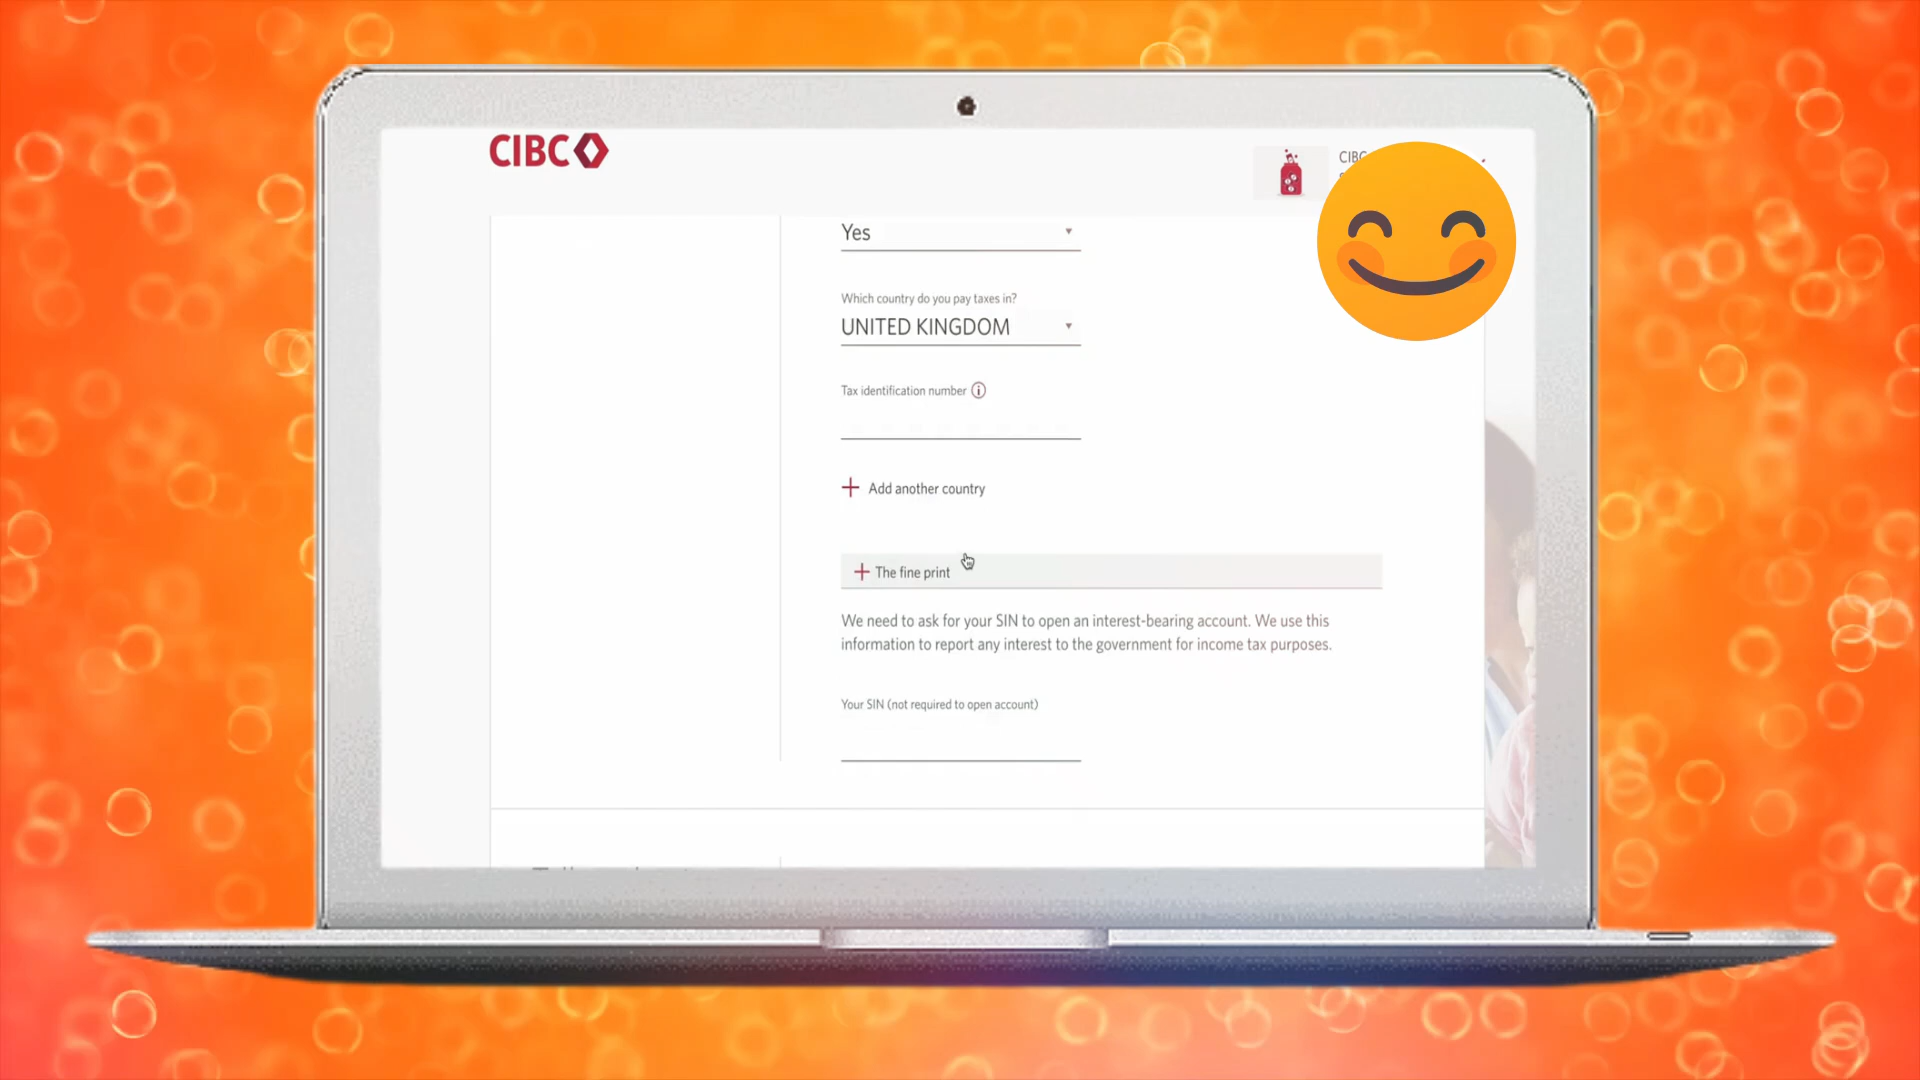 CIBC
CIBC
Yes
Which country do you pay taxes in?
UNITED KINGDOM
Tax identification number
Add another country
The fine print
We need to ask for your SIN to open an interest-bearing account. We use this
information to report any interest to the government for income tax purposes.
Your SIN (not required to open account)